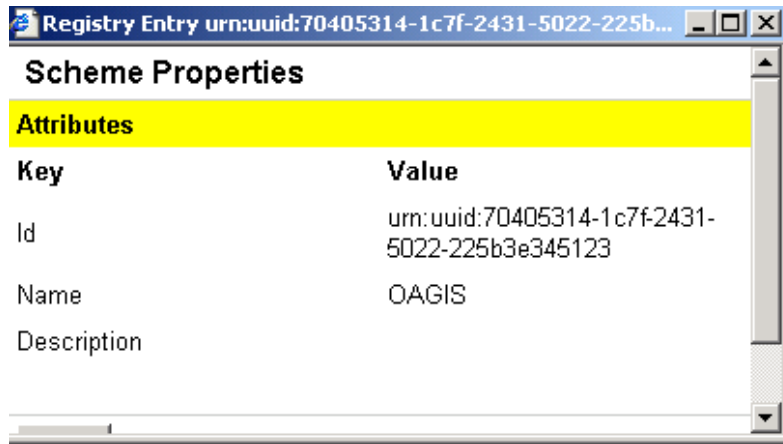 Registry Entry urn:uuid:70405314-1c7f-2431-5022-225b...
Scheme Properties
Attributes
Key Value
Id urn:uuid:70405314-1c7f-2431-
5022-225b3e345123
Name OAGIS
Description